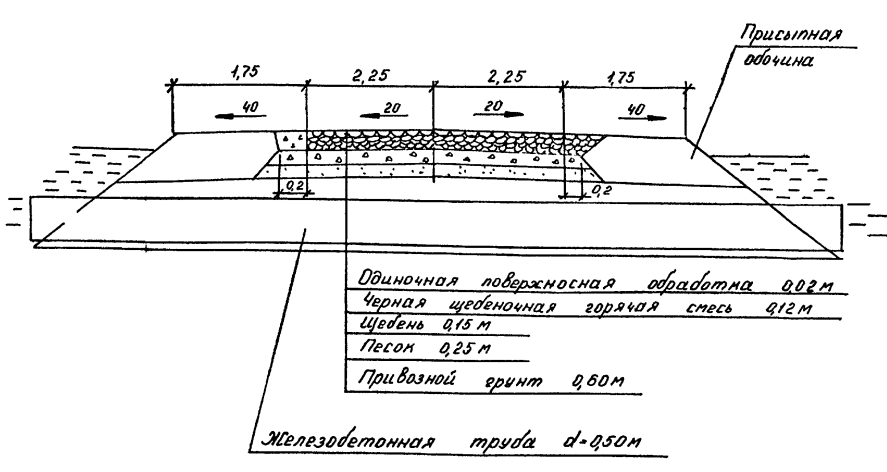 Присыпная
обочина
1,75 2,25 2,25 1,75
40 20 20 40
0,2 0,2
Одиночная поверхносная обработка 0,02 м
Черная щебеночная горячая смесь 0,12 м
Щебень 0,15 м
Песок 0,25 м
Привозной грунт 0,60 м
Железобетонная труба d=0,50 м